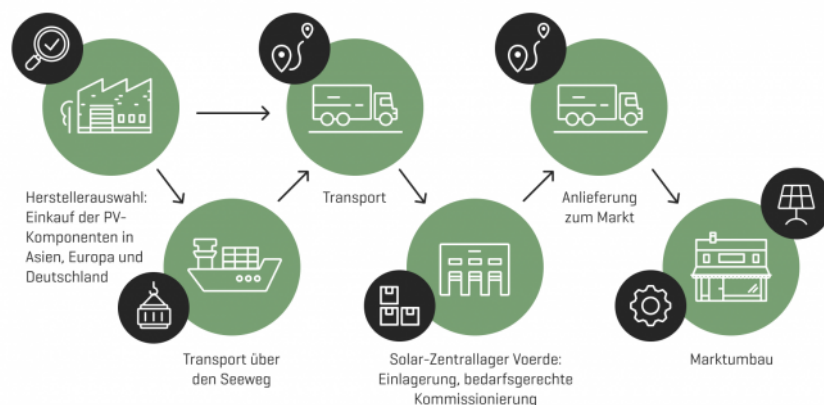 Herstellerauswahl:
Einkauf der PV-
Komponenten in
Asien, Europa und
Deutschland
Transport über
den Seeweg
Transport
Solar-Zentrallager Voerde:
Einlagerung, bedarfsgerechte
Kommissionierung
Anlieferung
zum Markt
Marktumbau